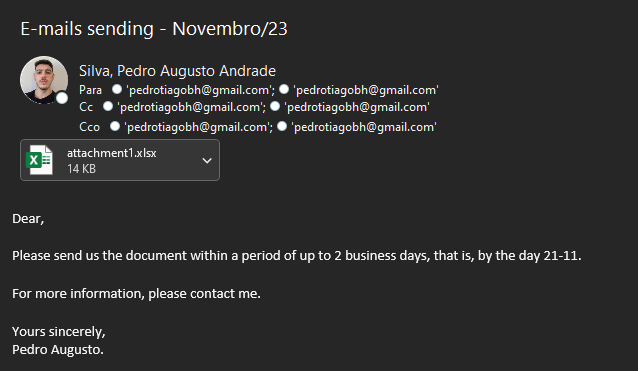 E-mails sending - Novembro/23
Silva, Pedro Augusto Andrade
Para 'pedrotiagobh@gmail.com'; 'pedrotiagobh@gmail.com'
Cc 'pedrotiagobh@gmail.com'; 'pedrotiagobh@gmail.com'
Cco 'pedrotiagobh@gmail.com'; 'pedrotiagobh@gmail.com'
attachment1.xlsx
14 KB
Dear,
Please send us the document within a period of up to 2 business days, that is, by the day 21-11.
For more information, please contact me.
Yours sincerely,
Pedro Augusto.